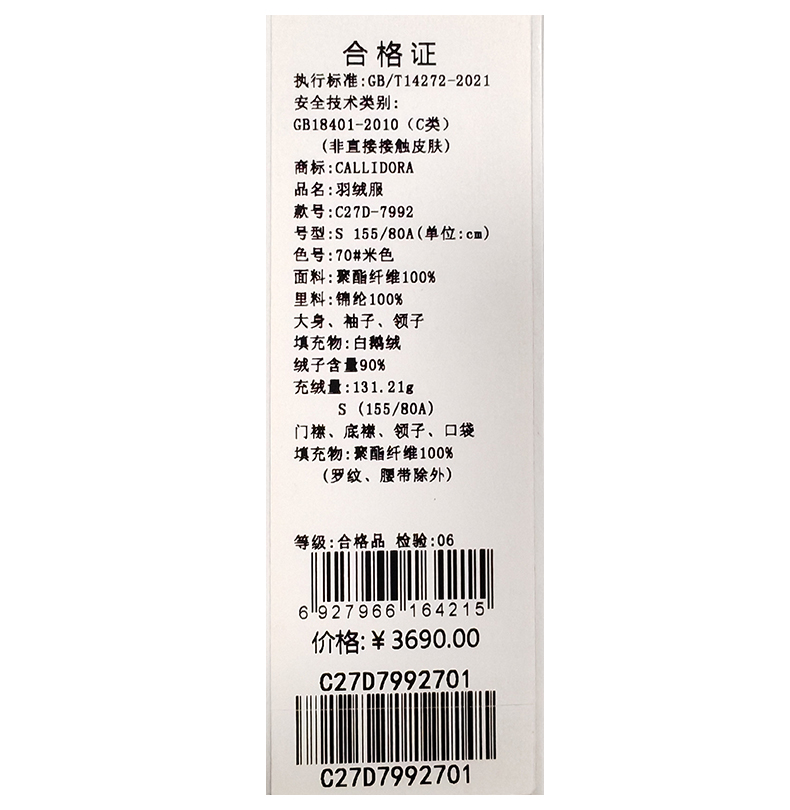 合格证
执行标准:GB/T14272-2021
安全技术类别:
GB18401-2010（C类）
(非直接接触皮肤)
商标:CALLIDORA
品名:羽绒服
款号:C27D-7992
号型:S 155/80A(单位:cm)
色号:70#米色
面料:聚酯纤维100%
里料:锦纶100%
大身、袖子、领子
填充物:白鹅绒
绒子含量90%
充绒量:131.21g
S (155/80A)
门襟、底襟、领子、口袋
填充物:聚酯纤维100%
(罗纹、腰带除外)
等级:合格品 检验:06
6 927966 164215
价格:¥3690.00
C27D7992701
C27D7992701